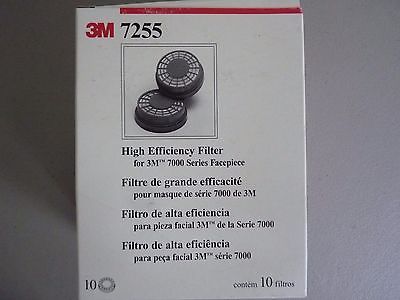 3M 7255
High Efficiency Filter
for 3M™ 7000 Series Facepiece
Filtre de grande efficacité
pour masque de série 7000 de 3M
Filtro de alta eficiencia
para pieza facial 3M™ de la Serie 7000
Filtro de alta eficiência
para peça facial 3M™ série 7000
10
contém 10 filtros